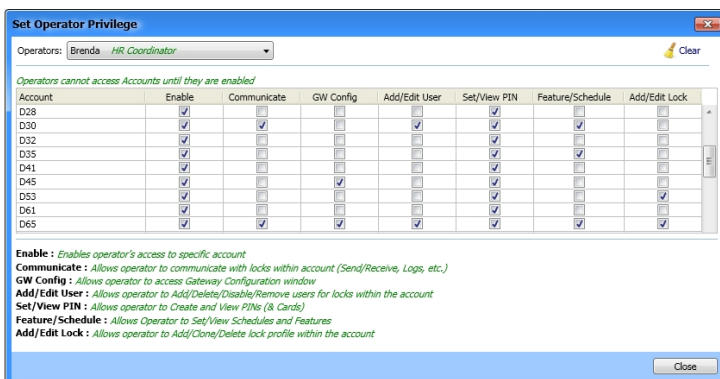 Set Operator Privilege
Operators: Brenda HR Coordinator
Clear
Operators cannot access Accounts until they are enabled
Account Enable Communicate GW Config Add/Edit User Set/View PIN Feature/Schedule Add/Edit Lock
D28
D30
D32
D35
D41
D45
D53
D61
D65
Enable : Enables operator's access to specific account
Communicate : Allows operator to communicate with locks within account (Send/Receive, Logs, etc.)
GW Config : Allows operator to access Gateway Configuration window
Add/Edit User : Allows operator to Add/Delete/Disable/Remove users for locks within the account
Set/View PIN : Allows operator to Create and View PINs (& Cards)
Feature/Schedule : Allows Operator to Set/View Schedules and Features
Add/Edit Lock : Allows operator to Add/Clone/Delete lock profile within the account
Close